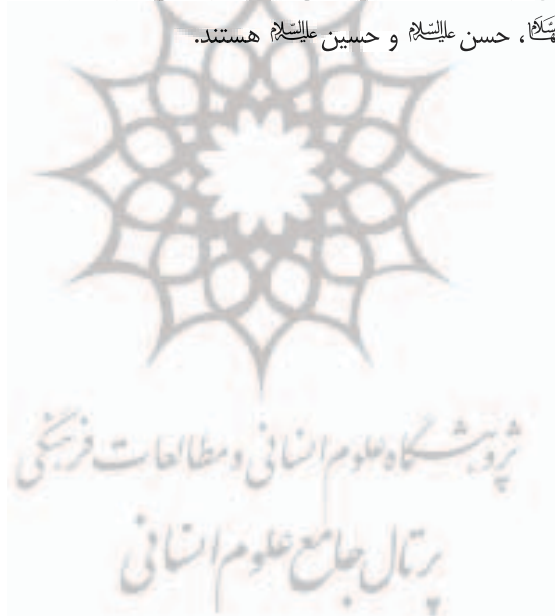 ، حسن علیه‌السلام و حسین علیه‌السلام هستند.
پژوهشگاه علوم انسانی و مطالعات فرهنگی
پرتال جامع علوم انسانی